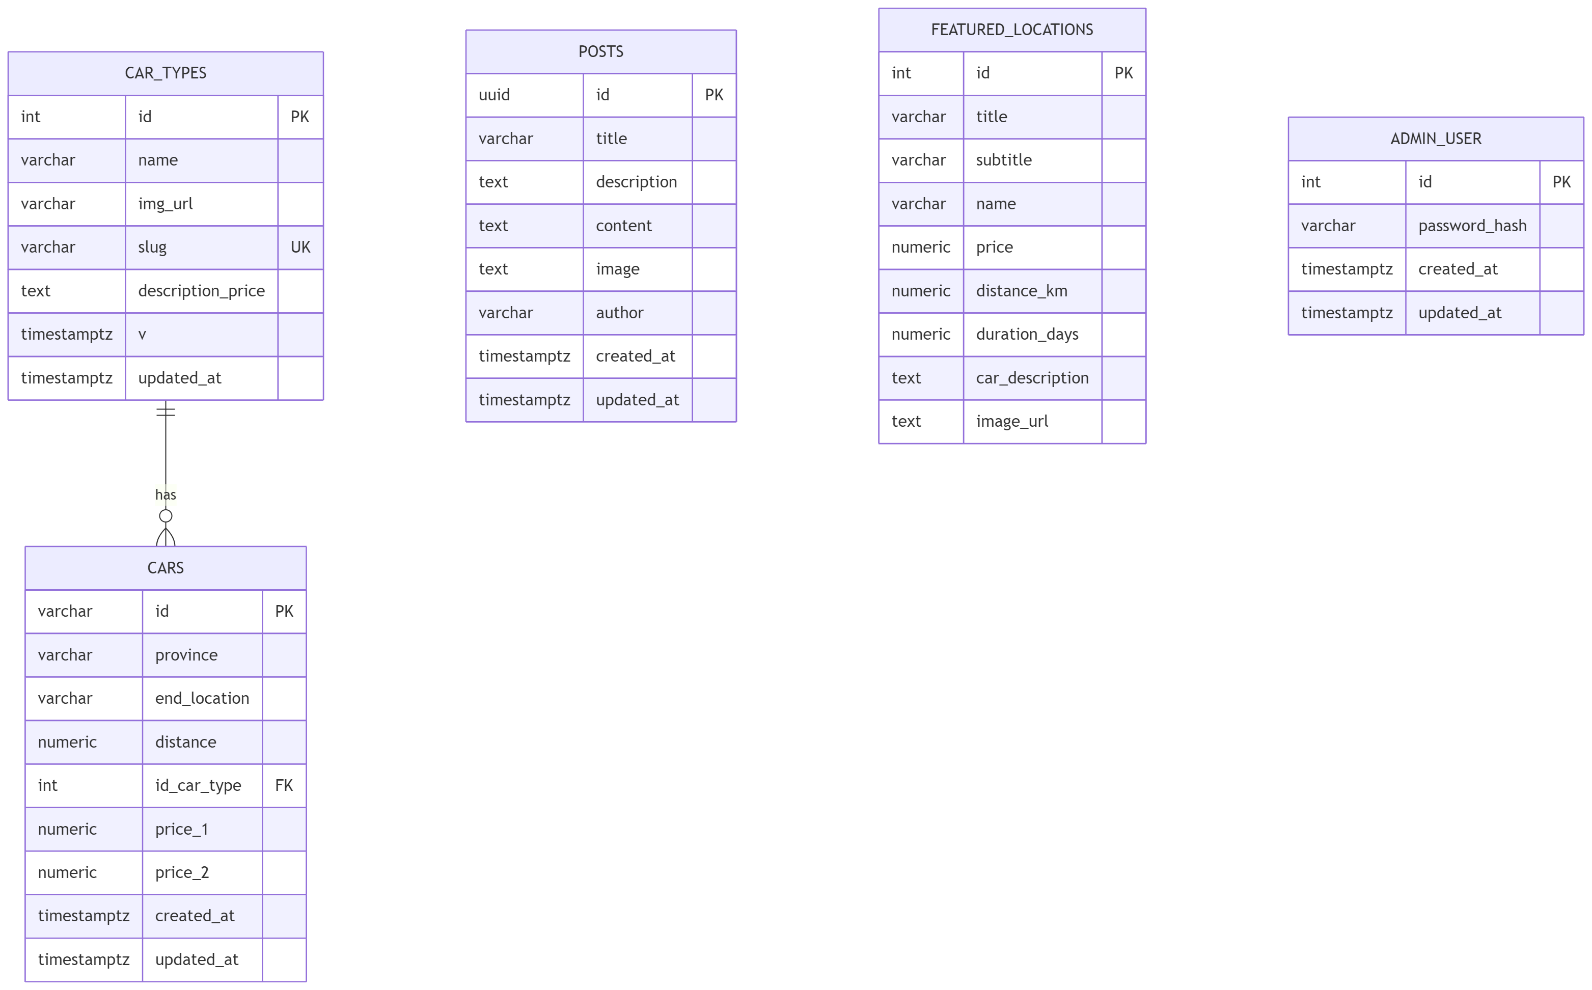 CAR_TYPES
int id PK
varchar name
varchar img_url
varchar slug UK
text description_price
timestamptz v
timestamptz updated_at
has
CARS
varchar id PK
varchar province
varchar end_location
numeric distance
int id_car_type FK
numeric price_1
numeric price_2
timestamptz created_at
timestamptz updated_at
POSTS
uuid id PK
varchar title
text description
text content
text image
varchar author
timestamptz created_at
timestamptz updated_at
FEATURED_LOCATIONS
int id PK
varchar title
varchar subtitle
varchar name
numeric price
numeric distance_km
numeric duration_days
text car_description
text image_url
ADMIN_USER
int id PK
varchar password_hash
timestamptz created_at
timestamptz updated_at